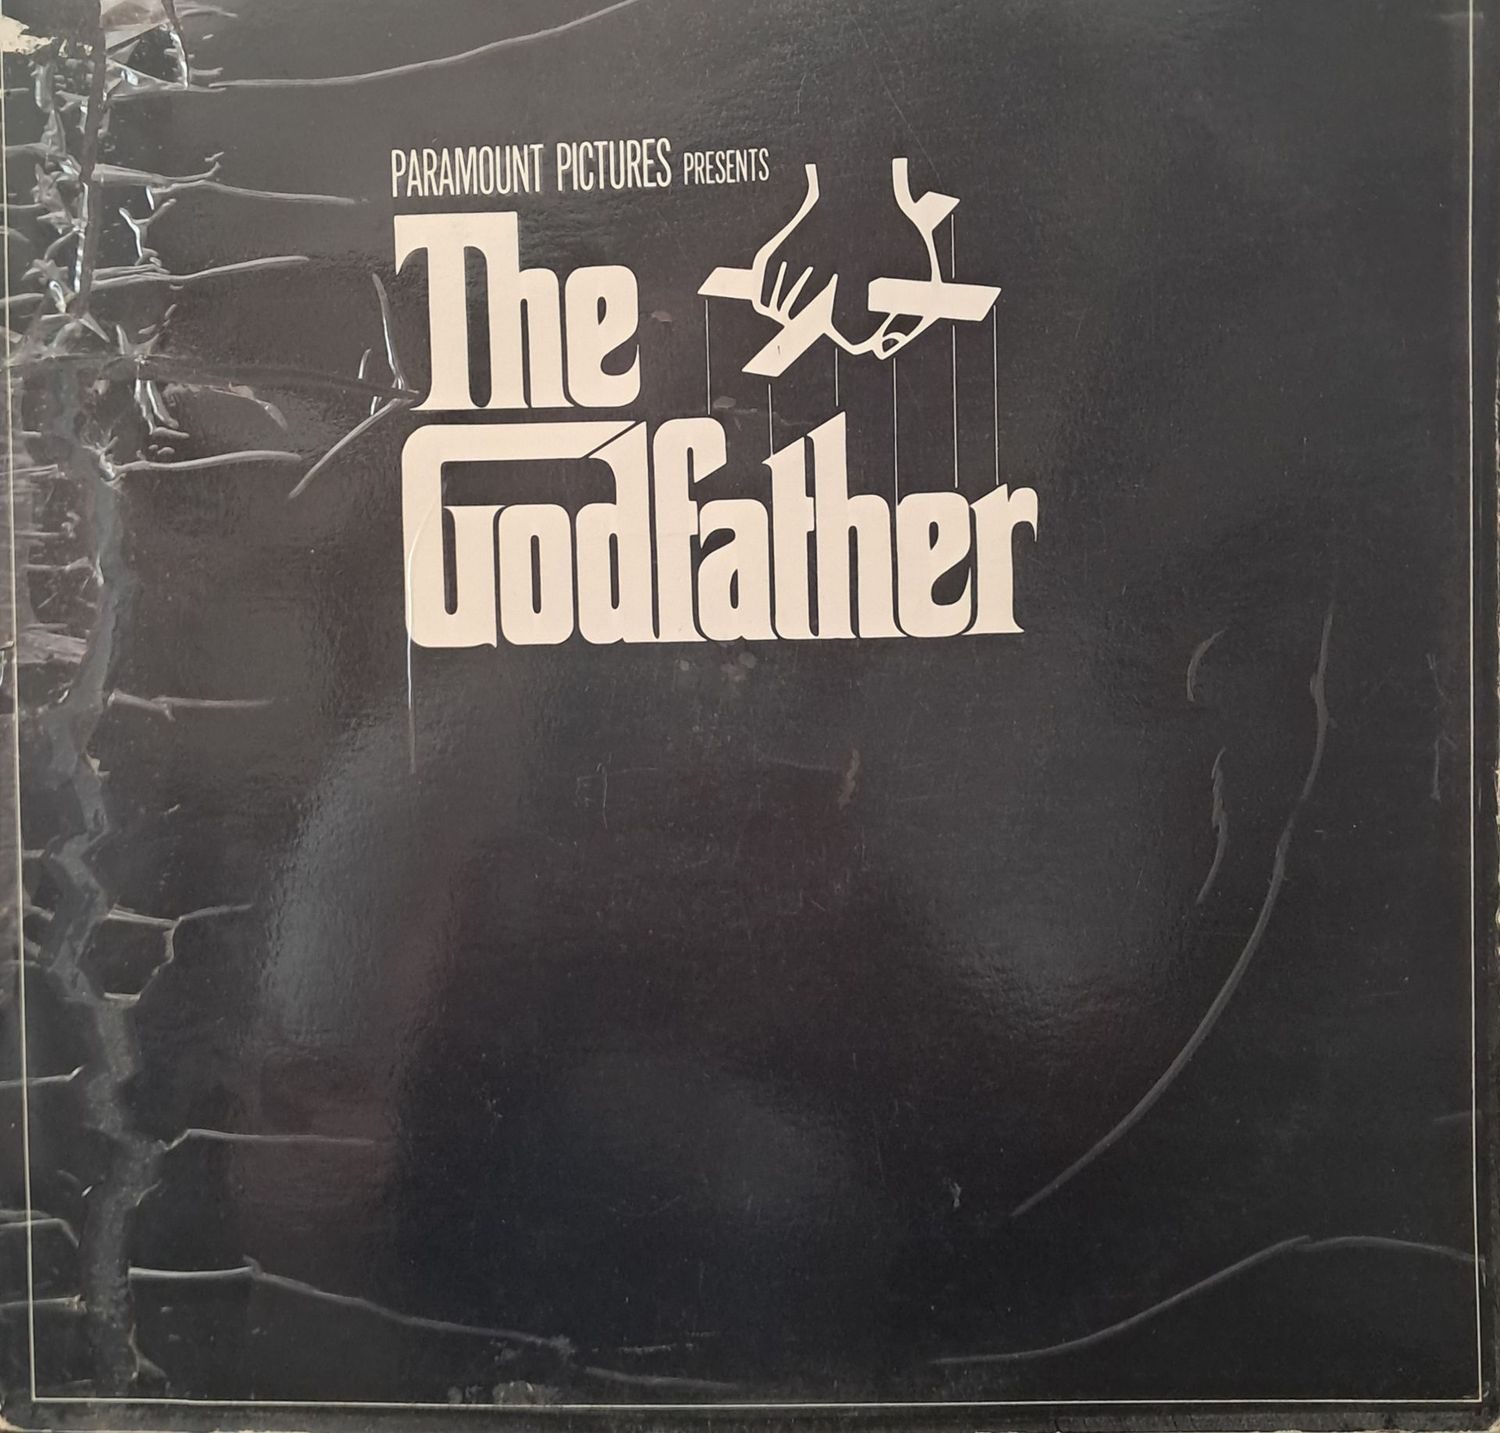 PARAMOUNT PICTURES PRESENTS
The
Godfather